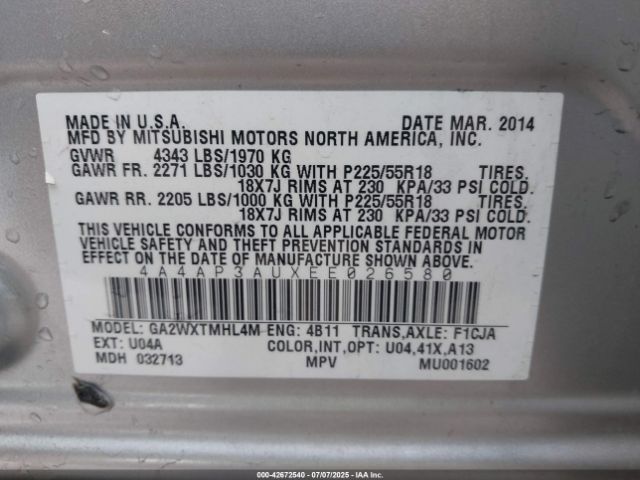 MADE IN U.S.A. DATE MAR. 2014
MFD BY MITSUBISHI MOTORS NORTH AMERICA, INC.
GVWR 4343 LBS/1970 KG
GAWR FR. 2271 LBS/1030 KG WITH P225/55R18 TIRES.
18X7J RIMS AT 230 KPA/33 PSI COLD.
GAWR RR. 2205 LBS/1000 KG WITH P225/55R18 TIRES.
18X7J RIMS AT 230 KPA/33 PSI COLD.
THIS VEHICLE CONFORMS TO ALL APPLICABLE FEDERAL MOTOR
VEHICLE SAFETY AND THEFT PREVENTION STANDARDS IN
EFFECT ON THE DATE OF MANUFACTURE SHOWN ABOVE.
4A4AP3AUXEE026580
MODEL: GA2WXTMHL4M ENG: 4B11 TRANS,AXLE: F1CJA
EXT: U04A COLOR,INT,OPT: U04,41X,A13
MDH 032713 MPV MU001602
000-42672540 - 07/07/2025 - IAA Inc.